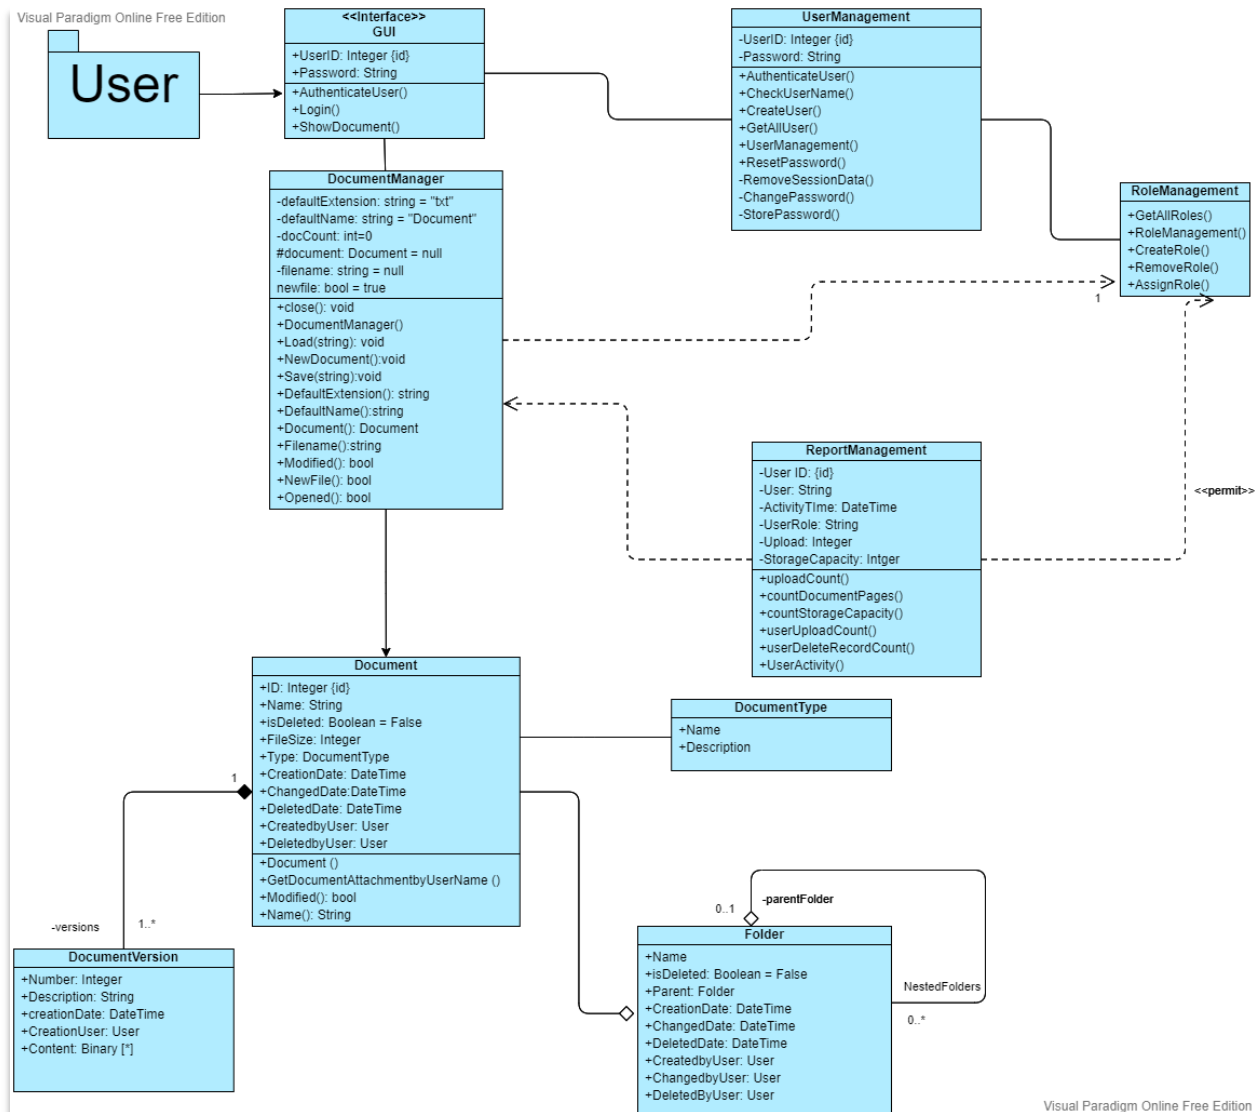 Visual Paradigm Online Free Edition
User
<<Interface>>
GUI
+UserID: Integer {id}
+Password: String
+AuthenticateUser()
+Login()
+ShowDocument()
UserManagement
-UserID: Integer {id}
-Password: String
+AuthenticateUser()
+CheckUserName()
+CreateUser()
+GetAllUser()
+UserManagement()
+ResetPassword()
-RemoveSessionData()
-ChangePassword()
-StorePassword()
RoleManagement
+GetAllRoles()
+RoleManagement()
+CreateRole()
+RemoveRole()
+AssignRole()
1
DocumentManager
-defaultExtension: string = "txt"
-defaultName: string = "Document"
-docCount: int=0
#document: Document = null
-filename: string = null
newfile: bool = true
+close(): void
+DocumentManager()
+Load(string): void
+NewDocument():void
+Save(string):void
+DefaultExtension(): string
+DefaultName():string
+Document(): Document
+Filename():string
+Modified(): bool
+NewFile(): bool
+Opened(): bool
ReportManagement
-User ID: {id}
-User: String
-ActivityTIme: DateTime
-UserRole: String
-Upload: Integer
-StorageCapacity: Intger
+uploadCount()
+countDocumentPages()
+countStorageCapacity()
+userUploadCount()
+userDeleteRecordCount()
+UserActivity()
<<permit>>
Document
+ID: Integer {id}
+Name: String
+isDeleted: Boolean = False
+FileSize: Integer
+Type: DocumentType
+CreationDate: DateTime
+ChangedDate:DateTime
+DeletedDate: DateTime
+CreatedbyUser: User
+DeletedbyUser: User
+Document ()
+GetDocumentAttachmentbyUserName ()
+Modified(): bool
+Name(): String
DocumentType
+Name
+Description
1
-versions
1..*
DocumentVersion
+Number: Integer
+Description: String
+creationDate: DateTime
+CreationUser: User
+Content: Binary [*]
-parentFolder
0..1
Folder
+Name
+isDeleted: Boolean = False
+Parent: Folder
+CreationDate: DateTime
+ChangedDate: DateTime
+DeletedDate: DateTime
+CreatedbyUser: User
+ChangedbyUser: User
+DeletedByUser: User
NestedFolders
0..*
Visual Paradigm Online Free Edition